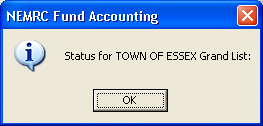 NEMRC Fund Accounting
Status for TOWN OF ESSEX Grand List:
OK